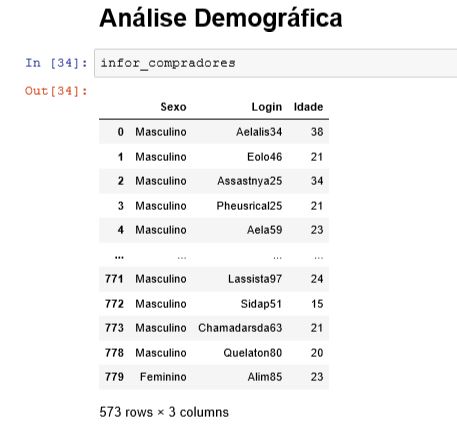 Análise Demográfica
In [34]: infor_compradores
Out[34]:
Sexo Login Idade
0 Masculino Aelalis34 38
1 Masculino Eolo46 21
2 Masculino Assastnya25 34
3 Masculino Pheusrical25 21
4 Masculino Aela59 23
... ... ... ...
771 Masculino Lassista97 24
772 Masculino Sidap51 15
773 Masculino Chamadarsda63 21
778 Masculino Quelaton80 20
779 Feminino Alim85 23
573 rows × 3 columns